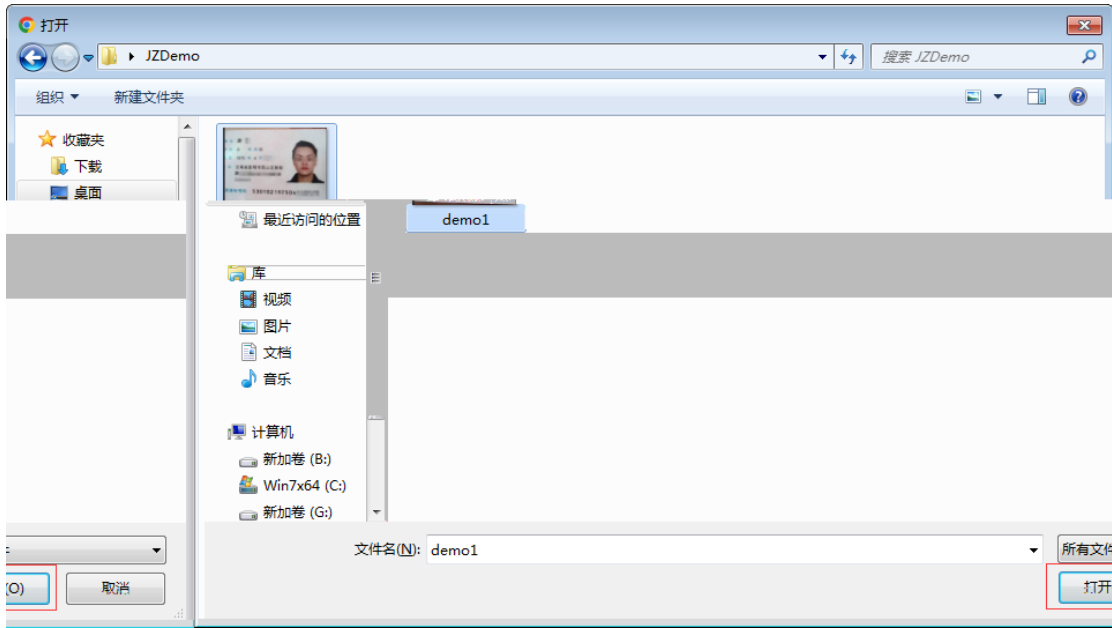 打开
JZDemo
搜索 JZDemo
组织
新建文件夹
收藏夹
下载
桌面
最近访问的位置
demo1
库
视频
图片
文档
音乐
计算机
新加卷 (B:)
Win7x64 (C:)
新加卷 (G:)
文件名(N): demo1
所有文件
(O)
取消
打开